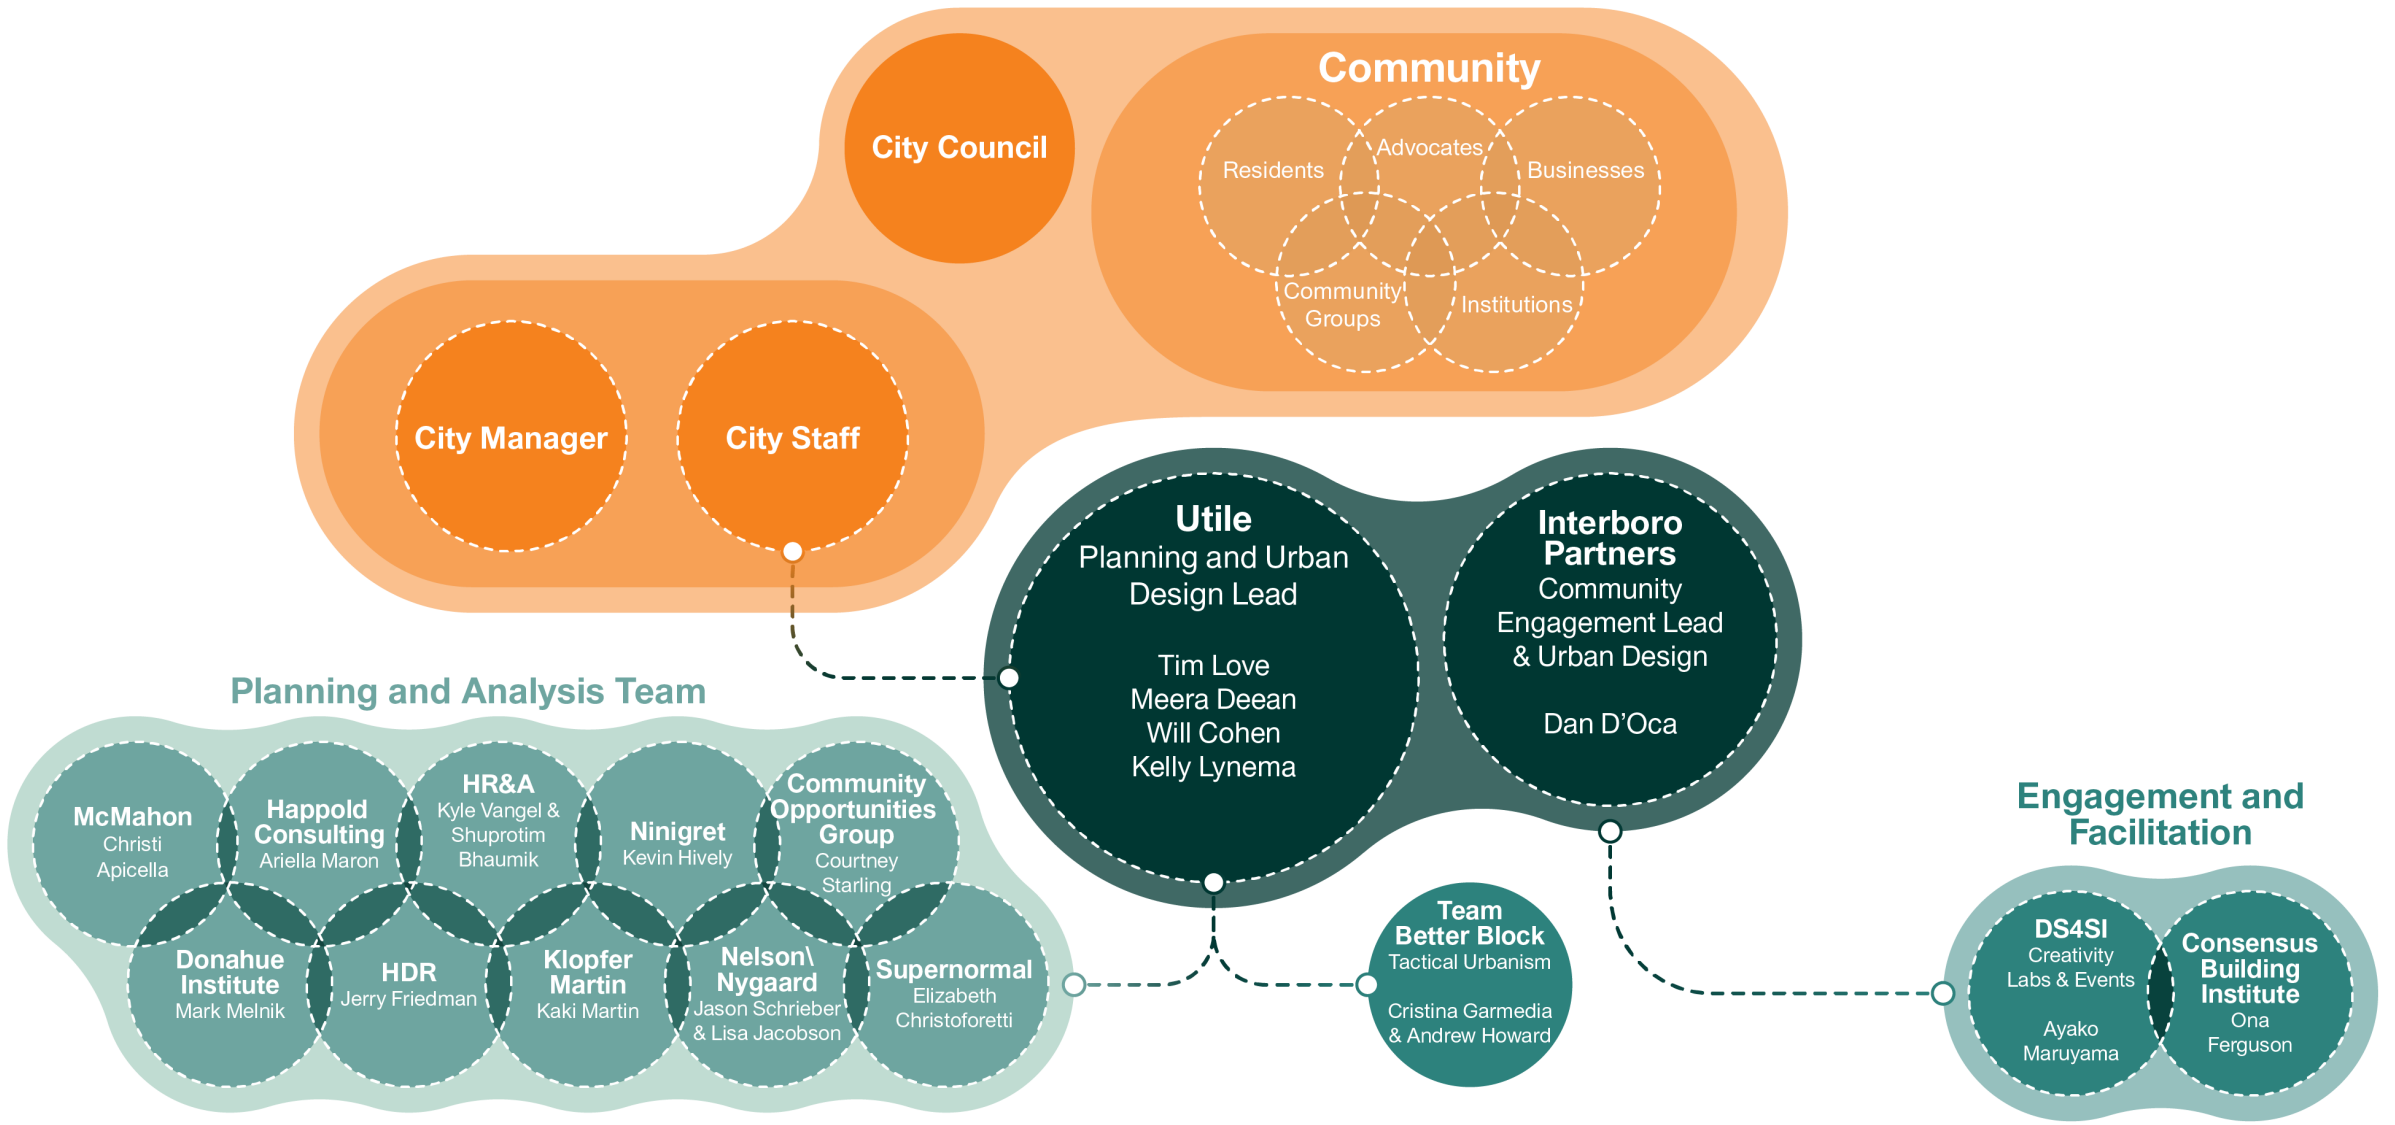 City Council
Community
Residents
Advocates
Businesses
Community
Groups
Institutions
City Manager
City Staff
Utile
Planning and Urban
Design Lead
Tim Love
Meera Deean
Will Cohen
Kelly Lynema
Interboro
Partners
Community
Engagement Lead
& Urban Design
Dan D’Oca
Planning and Analysis Team
McMahon
Christi
Apicella
Happold
Consulting
Ariella Maron
HR&A
Kyle Vangel &
Shuprotim
Bhaumik
Ninigret
Kevin Hively
Community
Opportunities
Group
Courtney
Starling
Donahue
Institute
Mark Melnik
HDR
Jerry Friedman
Klopfer
Martin
Kaki Martin
Nelson\
Nygaard
Jason Schrieber
& Lisa Jacobson
Supernormal
Elizabeth
Christoforetti
Team
Better Block
Tactical Urbanism
Cristina Garmedia
& Andrew Howard
Engagement and
Facilitation
DS4SI
Creativity
Labs & Events
Ayako
Maruyama
Consensus
Building
Institute
Ona
Ferguson